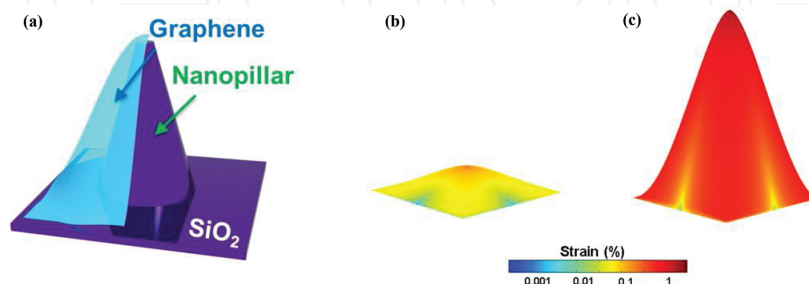 (a)
Graphene
Nanopillar
SiO₂
(b)
(c)
Strain (%)
0.001 0.01 0.1 1